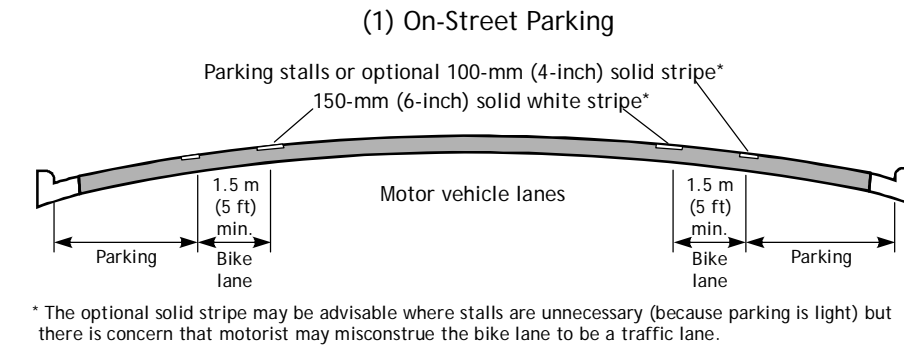 (1) On-Street Parking
Parking stalls or optional 100-mm (4-inch) solid stripe*
150-mm (6-inch) solid white stripe*
1.5 m
(5 ft)
min.
Motor vehicle lanes
1.5 m
(5 ft)
min.
Parking
Bike
lane
Bike
lane
Parking
* The optional solid stripe may be advisable where stalls are unnecessary (because parking is light) but
there is concern that motorist may misconstrue the bike lane to be a traffic lane.